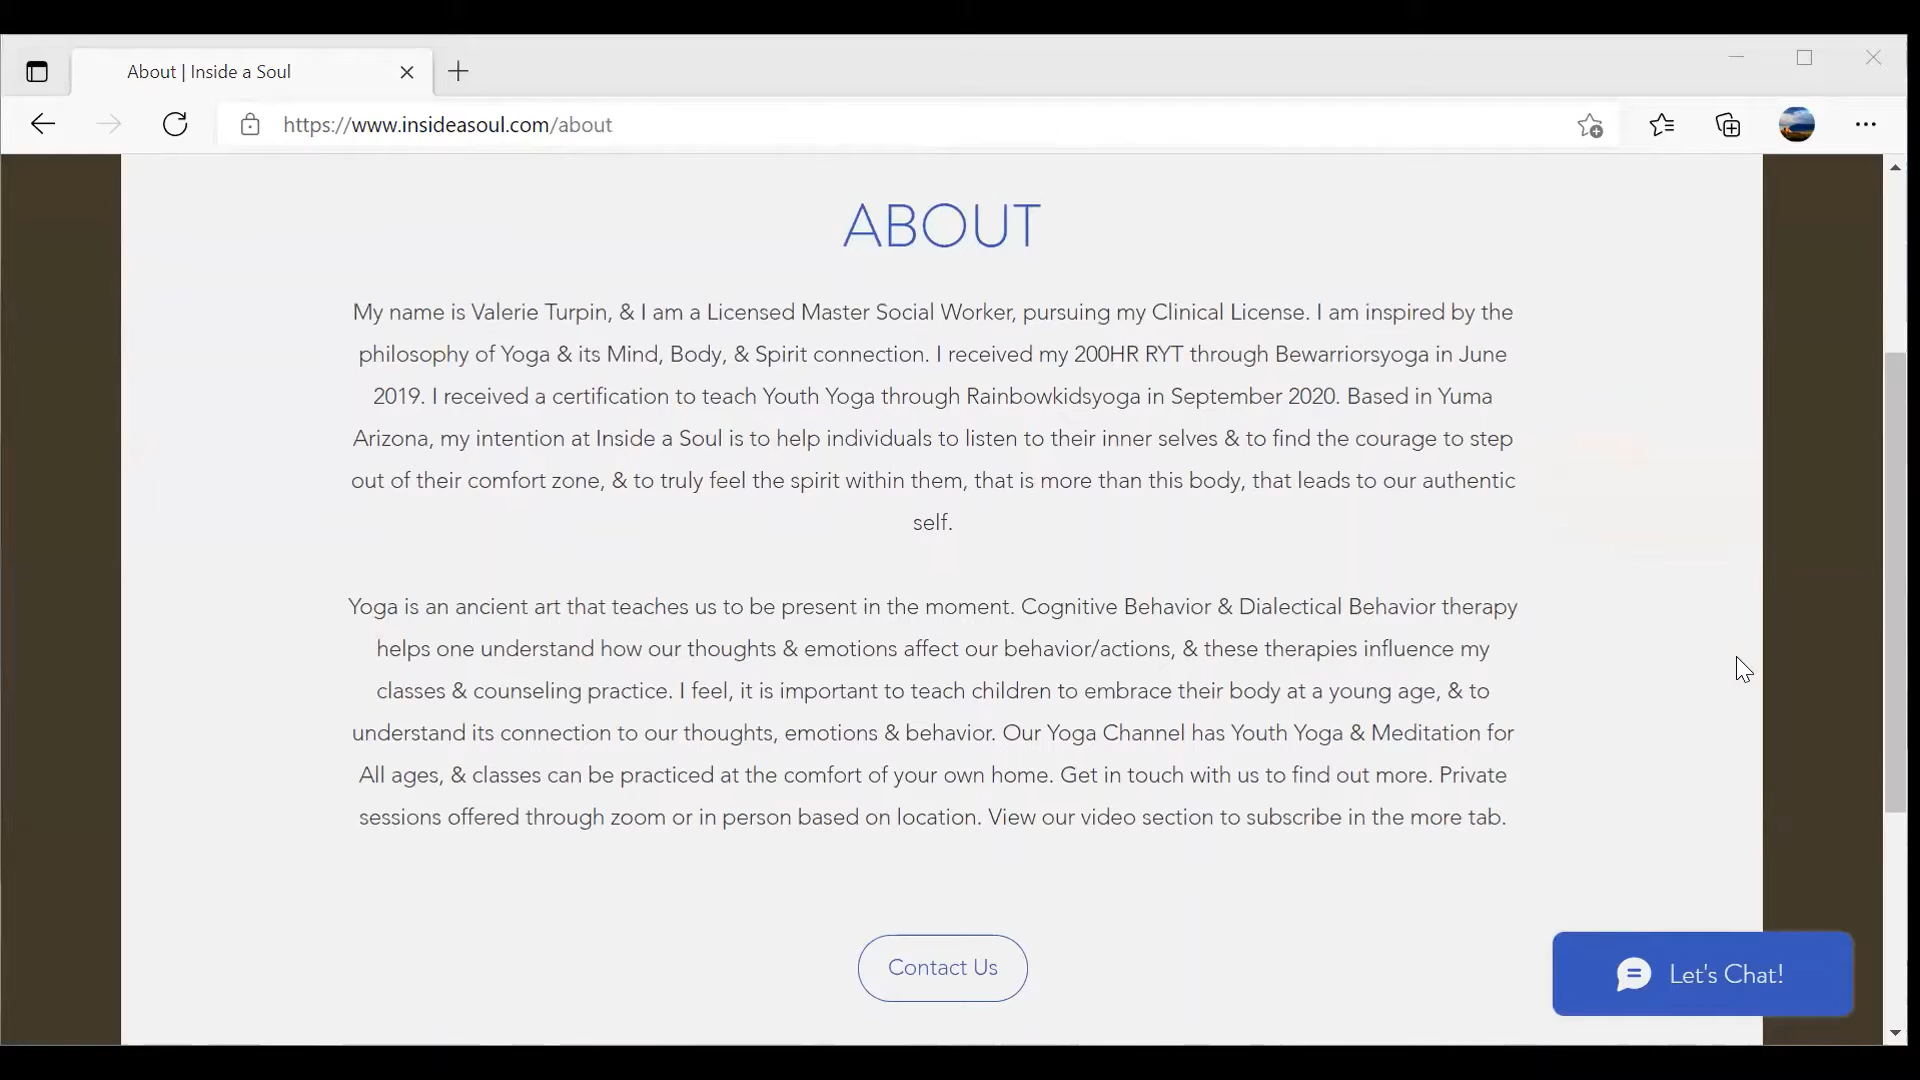 About | Inside a Soul
https://www.insideasoul.com/about
ABOUT
My name is Valerie Turpin, & I am a Licensed Master Social Worker, pursuing my Clinical License. I am inspired by the
philosophy of Yoga & its Mind, Body, & Spirit connection. I received my 200HR RYT through Bewarriorsyoga in June
2019. I received a certification to teach Youth Yoga through Rainbowkidsyoga in September 2020. Based in Yuma
Arizona, my intention at Inside a Soul is to help individuals to listen to their inner selves & to find the courage to step
out of their comfort zone, & to truly feel the spirit within them, that is more than this body, that leads to our authentic
self.
Yoga is an ancient art that teaches us to be present in the moment. Cognitive Behavior & Dialectical Behavior therapy
helps one understand how our thoughts & emotions affect our behavior/actions, & these therapies influence my
classes & counseling practice. I feel, it is important to teach children to embrace their body at a young age, & to
understand its connection to our thoughts, emotions & behavior. Our Yoga Channel has Youth Yoga & Meditation for
All ages, & classes can be practiced at the comfort of your own home. Get in touch with us to find out more. Private
sessions offered through zoom or in person based on location. View our video section to subscribe in the more tab.
Contact Us
Let's Chat!